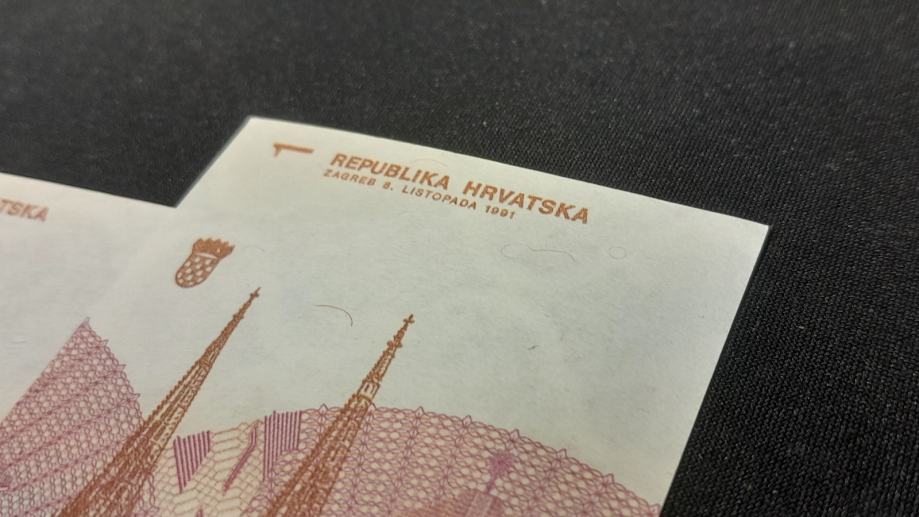 1
REPUBLIKA HRVATSKA
ZAGREB 8. LISTOPADA 1991
TSKA